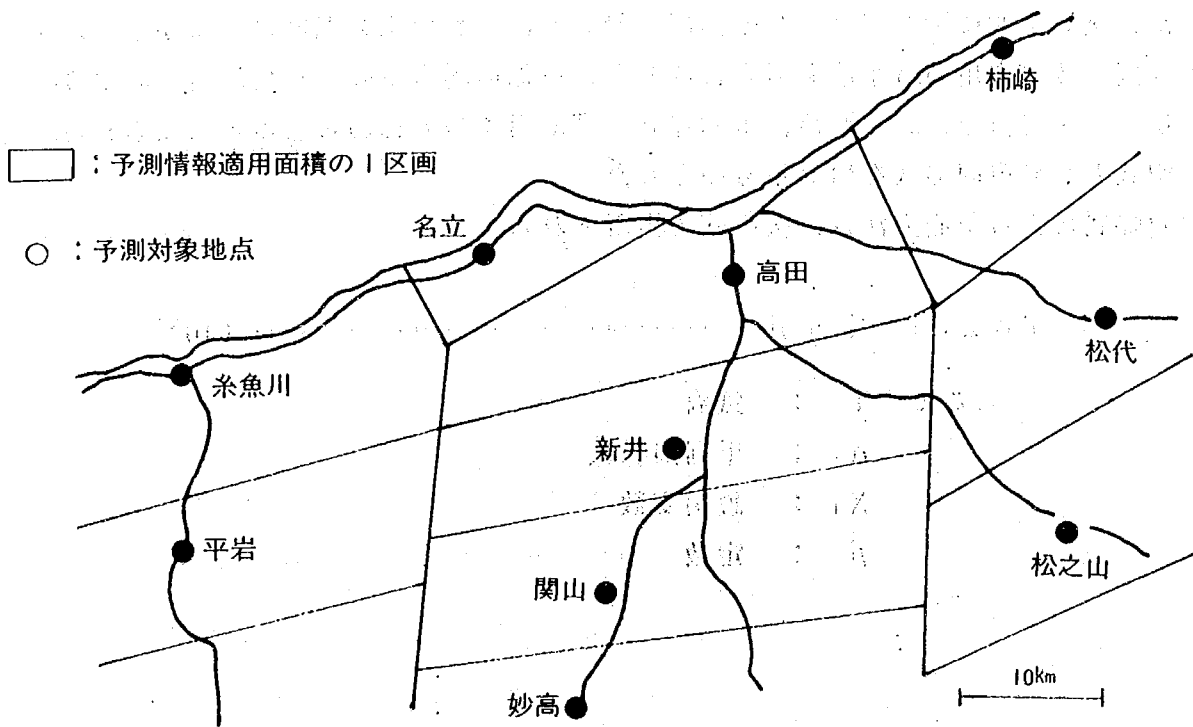 柿崎
：予測情報適用面積の1区画
名立
：予測対象地点
高田
松代
糸魚川
新井
平岩
松之山
関山
10km
妙高